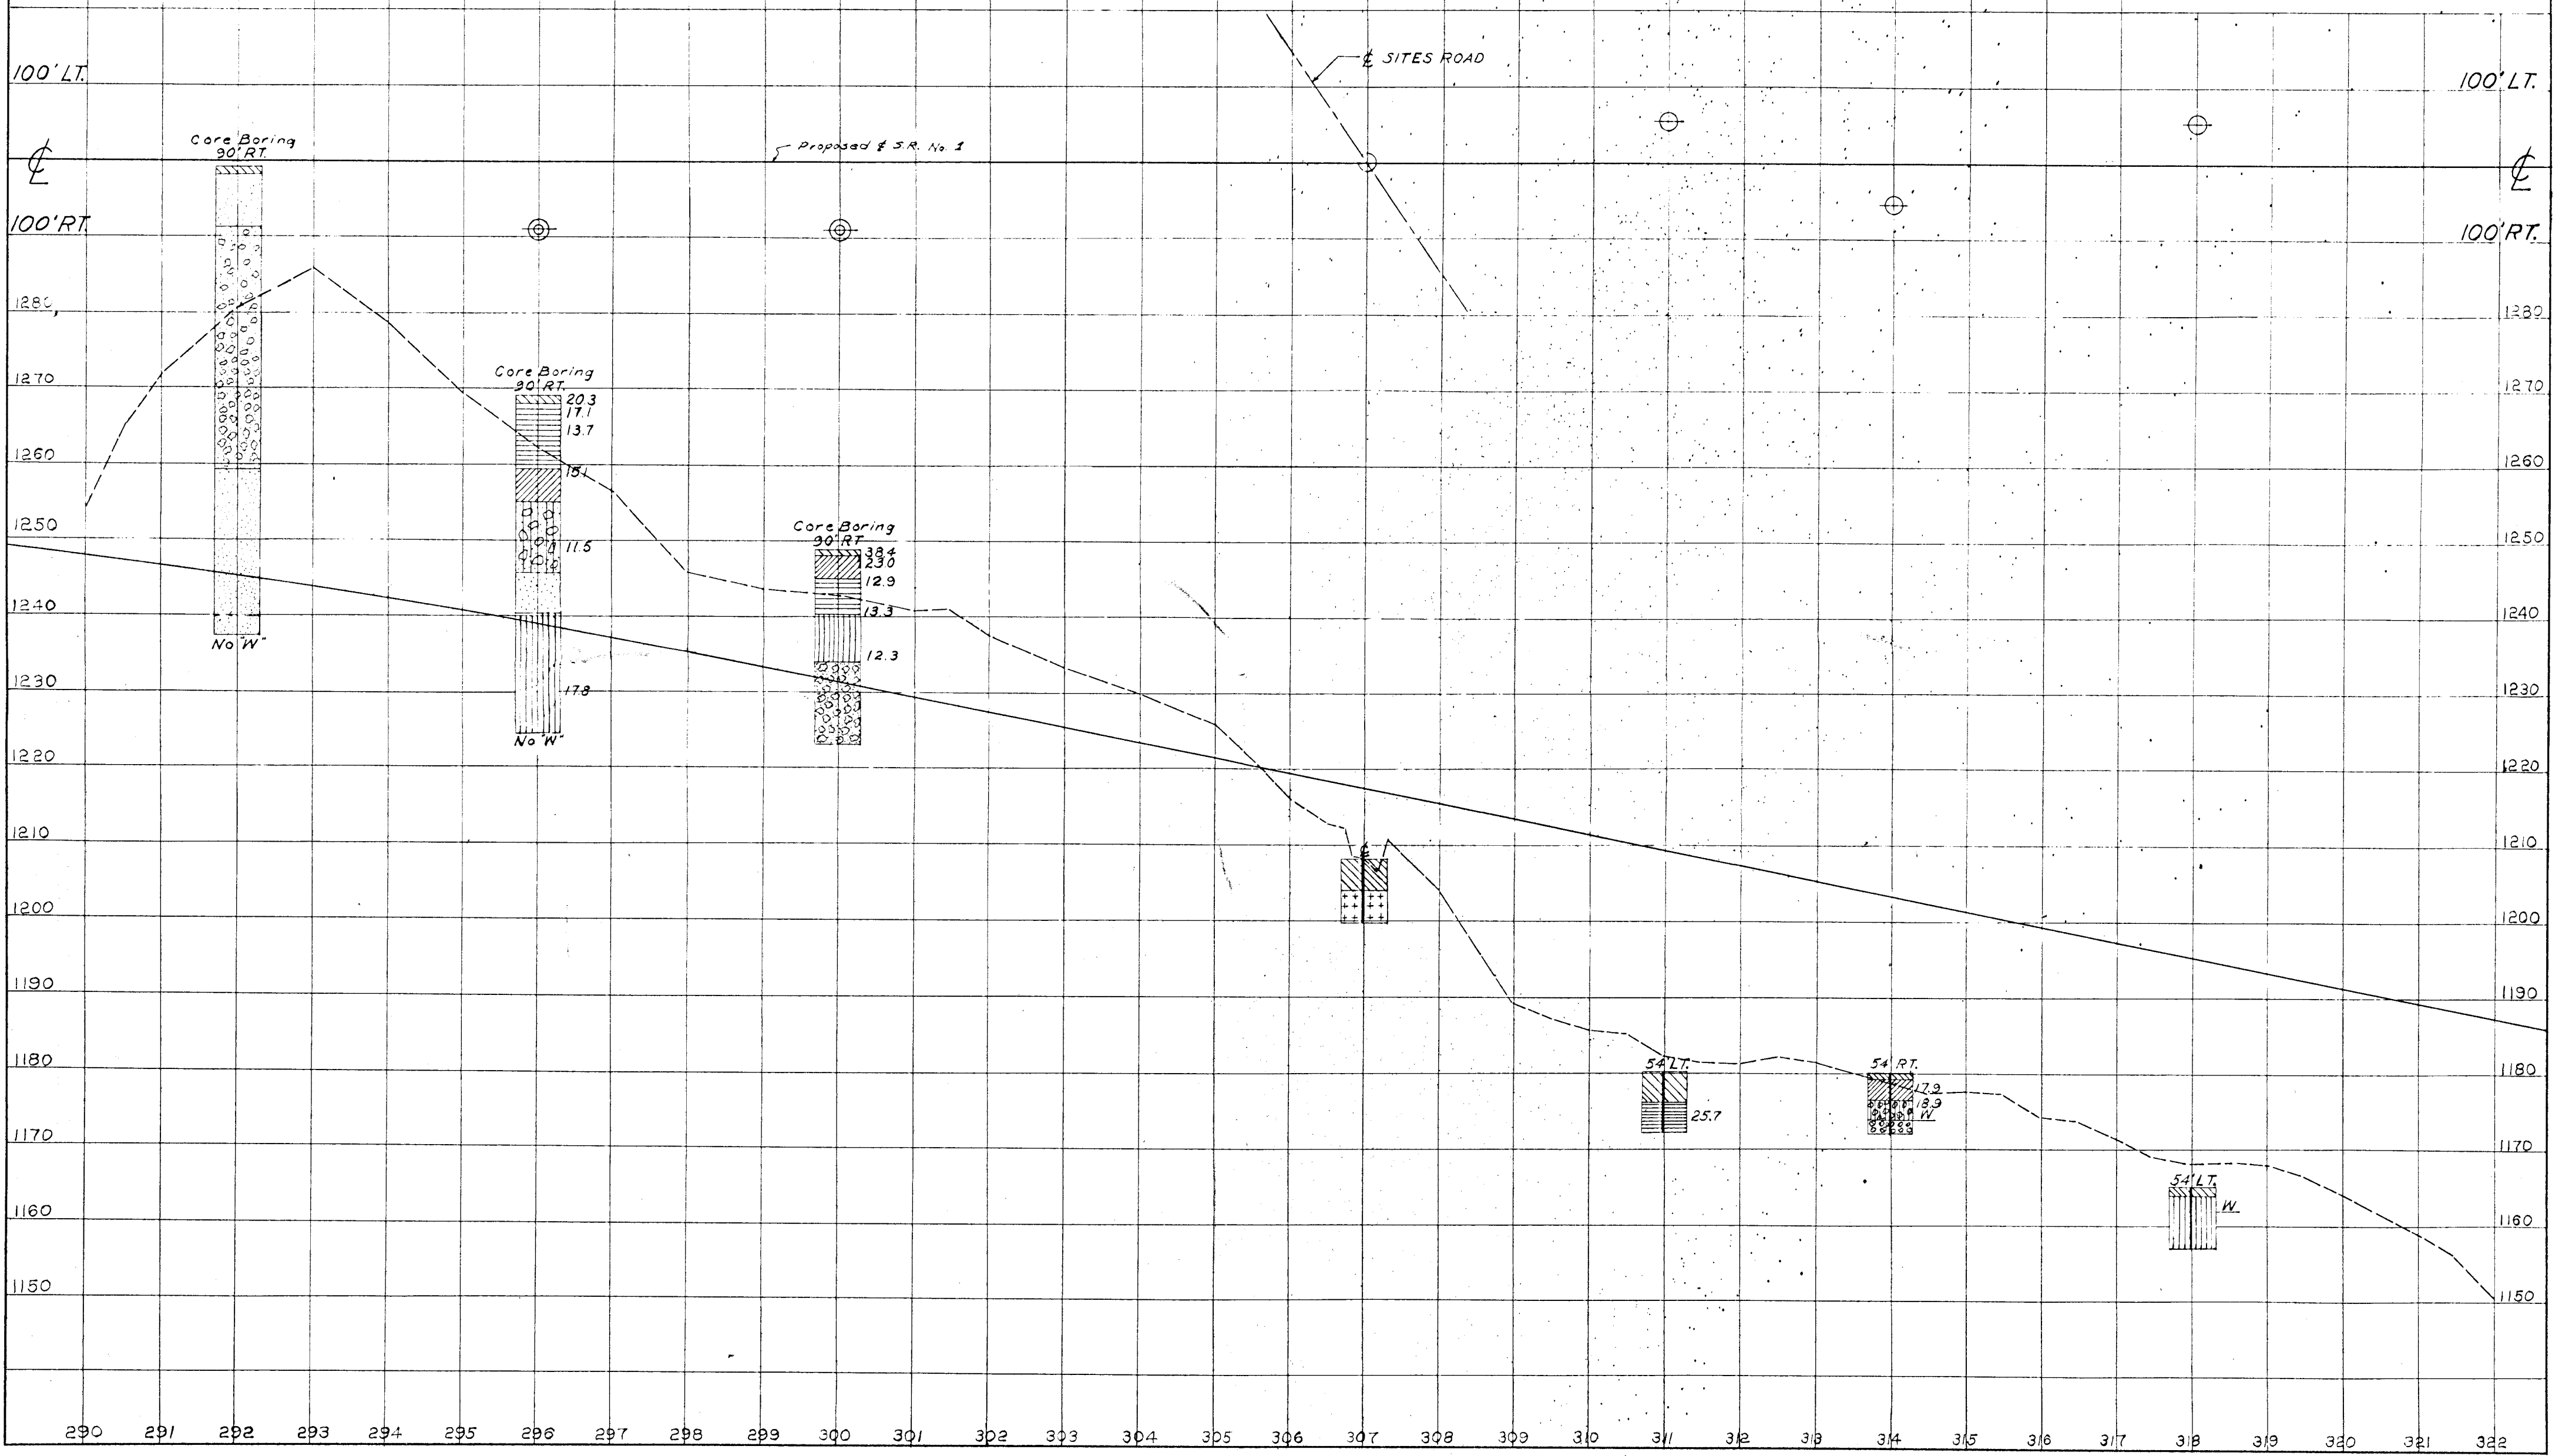 ℄ SITES ROAD
100' LT.
100' LT.
Core Boring
90' RT.
Proposed ℄ S.R. No. 1
℄
℄
100' RT.
100' RT.
1280
1280
Core Boring
90' RT.
1270
1270
20.3
17.1
13.7
1260
1260
15.1
Core Boring
90' RT
1250
1250
11.5
38.4
23.0
12.9
1240
1240
13.3
No "W"
12.3
1230
1230
17.8
No "W"
1220
1220
1210
1210
℄
1200
1200
1190
1190
1180
1180
54' LT.
54' RT.
17.9
18.9
W
25.7
1170
1170
54' LT.
W
1160
1160
1150
1150
290 291 292 293 294 295 296 297 298 299 300 301 302 303 304 305 306 307 308 309 310 311 312 313 314 315 316 317 318 319 320 321 322